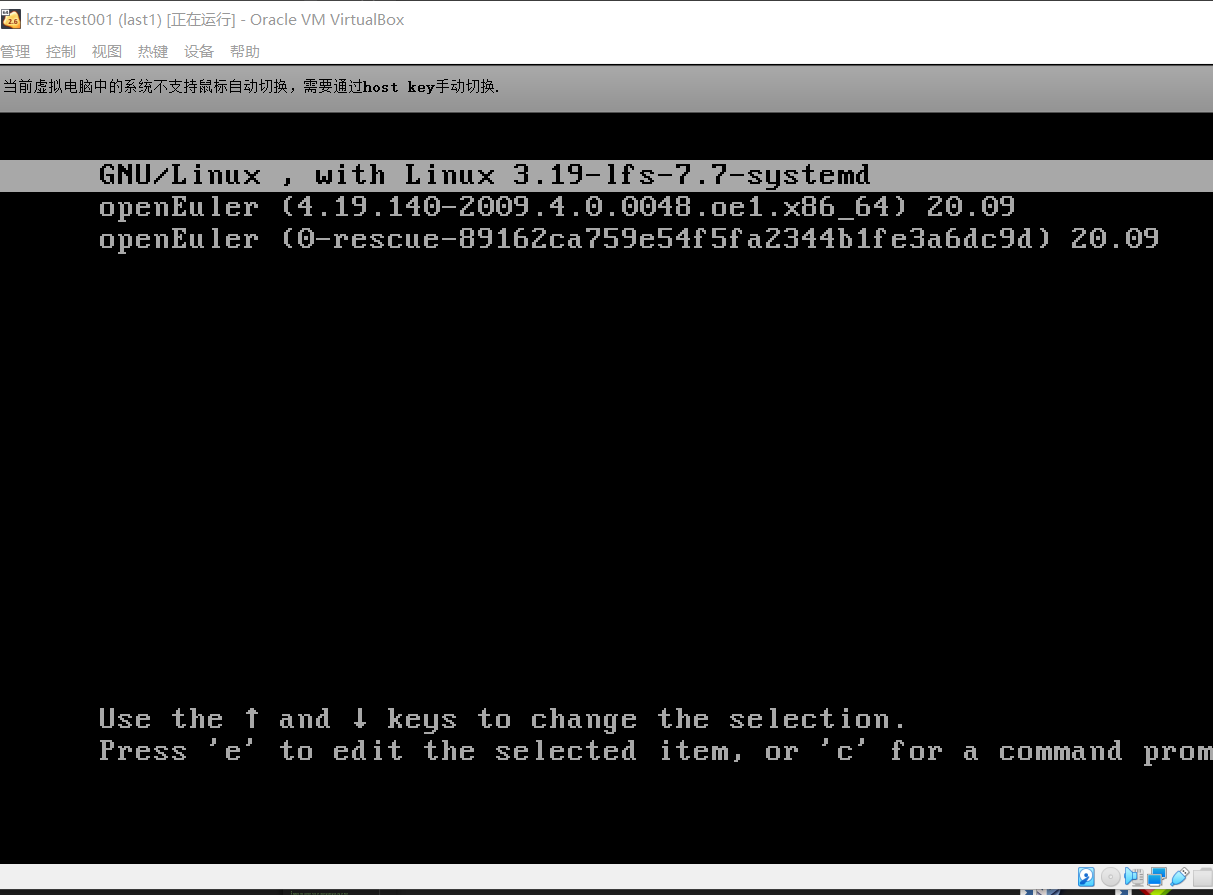 ktrz-test001 (last1) [正在运行] - Oracle VM VirtualBox
管理 控制 视图 热键 设备 帮助
当前虚拟电脑中的系统不支持鼠标自动切换，需要通过host key手动切换.
GNU/Linux , with Linux 3.19-lfs-7.7-systemd
openEuler (4.19.140-2009.4.0.0048.oe1.x86_64) 20.09
openEuler (0-rescue-89162ca759e54f5fa2344b1fe3a6dc9d) 20.09
Use the ↑ and ↓ keys to change the selection.
Press 'e' to edit the selected item, or 'c' for a command prom